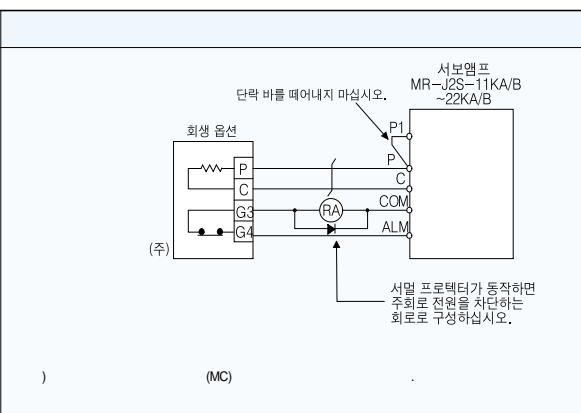 서보앰프
MR-J2S-11KA/B
~22KA/B
단락 바를 떼어내지 마십시오.
회생 옵션
P1
P
P
C
C
COM
G3
RA
ALM
G4
(주)
서멀 프로텍터가 동작하면
주회로 전원을 차단하는
회로로 구성하십시오.
) (MC) .